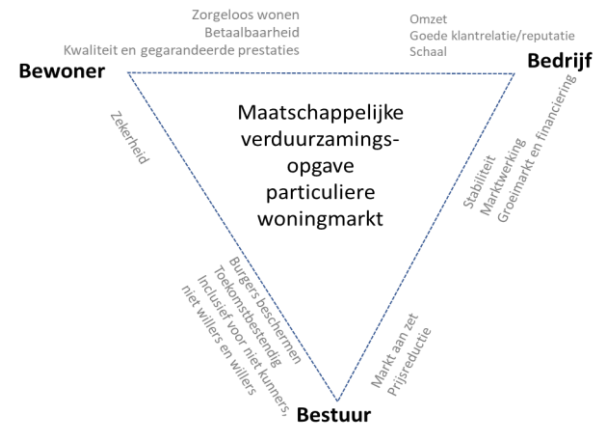 Zorgeloos wonen
Betaalbaarheid
Kwaliteit en gegarandeerde prestaties
Omzet
Goede klantrelatie/reputatie
Schaal
Bewoner
Bedrijf
Maatschappelijke
verduurzamings-
opgave
particuliere
woningmarkt
Zekerheid
Stabiliteit
Marktwerking
Groeimarkt en financiering
Burgers beschermen
Toekomstbestendig
Inclusief voor niet kunners,
niet willers en willers
Markt aan zet
Prijsreductie
Bestuur